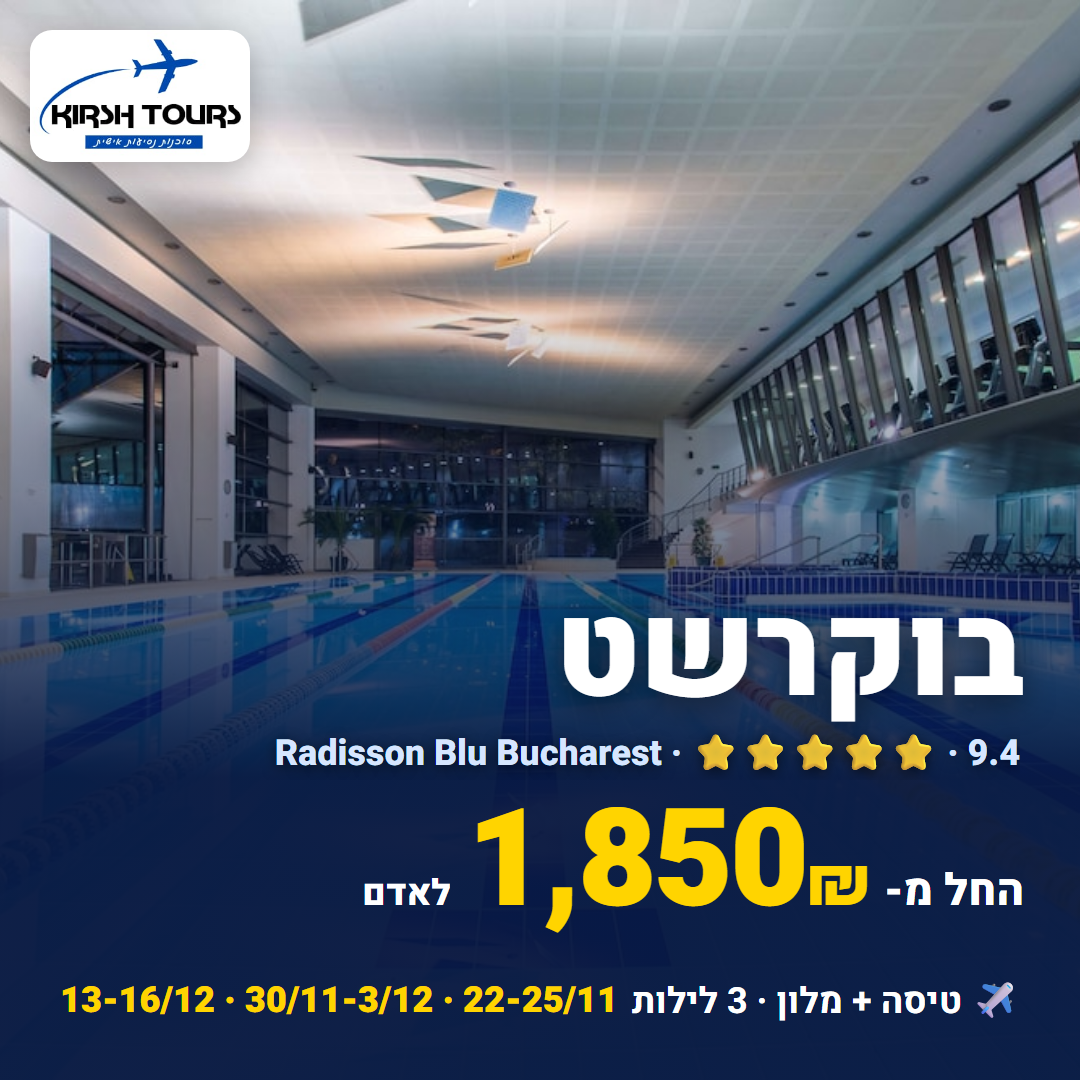 KIRSH TOURS
סוכנות נסיעות אישית
בוקרשט
9.4 · ⭐⭐⭐⭐⭐ · Radisson Blu Bucharest
החל מ- ₪1,850 לאדם
✈️ טיסה + מלון · 3 לילות 22-25/11 · 30/11-3/12 · 13-16/12